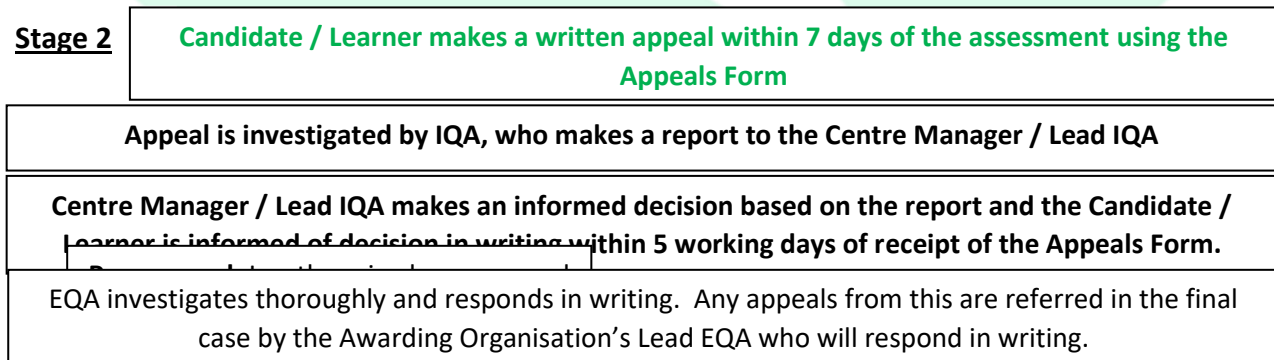 Stage 2
Candidate / Learner makes a written appeal within 7 days of the assessment using the
Appeals Form
Appeal is investigated by IQA, who makes a report to the Centre Manager / Lead IQA
Centre Manager / Lead IQA makes an informed decision based on the report and the Candidate /
Learner is informed of decision in writing within 5 working days of receipt of the Appeals Form.
EQA investigates thoroughly and responds in writing. Any appeals from this are referred in the final
case by the Awarding Organisation's Lead EQA who will respond in writing.